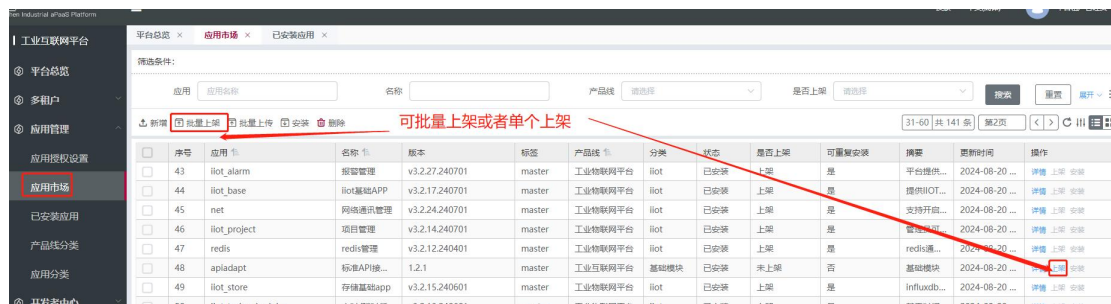 hen Industrial aPaaS Platform
工业互联网平台
平台总览 × 应用市场 × 已安装应用 ×
平台总览
多租户
应用管理
应用授权设置
应用市场
已安装应用
产品线分类
应用分类
开发者中心
筛选条件:
应用 应用名称 名称 产品线 请选择 是否上架 请选择 搜索 重置 展开
新增 批量上架 批量上传 安装 删除 可批量上架或者单个上架 31-60 共 141 条 第2页
序号 应用 名称 版本 标签 产品线 分类 状态 是否上架 可重复安装 摘要 更新时间 操作
43 iiot_alarm 报警管理 v3.2.27.240701 master 工业物联网平台 iiot 已安装 上架 是 平台提供... 2024-08-20 ... 详情 上架 安装
44 iiot_base iiot基础APP v3.2.17.240701 master 工业物联网平台 iiot 已安装 上架 是 提供IIOT... 2024-08-20 ... 详情 上架 安装
45 net 网络通讯管理 v3.2.24.240701 master 工业物联网平台 iiot 已安装 上架 是 支持开启... 2024-08-20 ... 详情 上架 安装
46 iiot_project 项目管理 v3.2.14.240701 master 工业物联网平台 iiot 已安装 上架 是 2024-08-20 ... 详情 上架 安装
47 redis redis管理 v3.2.12.240401 master 工业物联网平台 iiot 已安装 上架 是 redis通... 2024-08-20 ... 详情 上架 安装
48 apiadapt 标准API接... 1.2.1 master 工业互联网平台 基础模块 已安装 未上架 否 基础模块 2024-08-20 ... 详情 上架 安装
49 iiot_store 存储基础app v3.2.15.240601 master 工业物联网平台 iiot 已安装 上架 是 influxdb... 2024-08-20 ... 详情 上架 安装